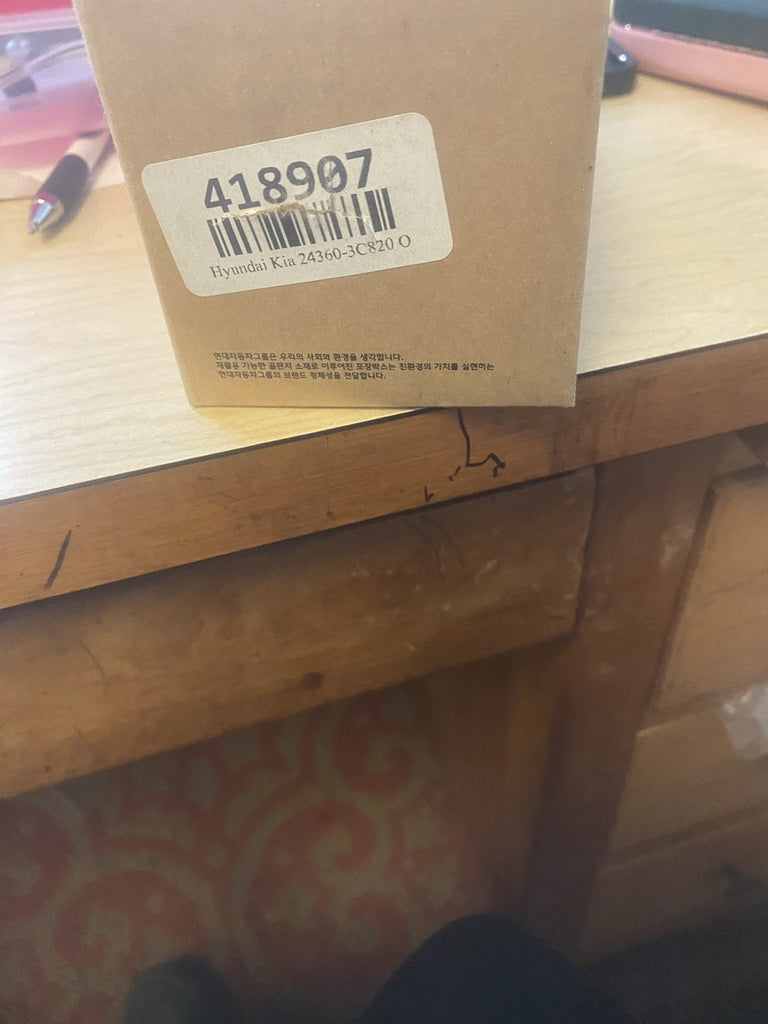 418907
Hyundai Kia 24360-3C820 O
현대자동차그룹은 우리의 사회와 환경을 생각합니다.
재활용 가능한 골판지 소재로 이루어진 포장박스는 친환경의 가치를 실현하는
현대자동차그룹의 브랜드 정체성을 전달합니다.